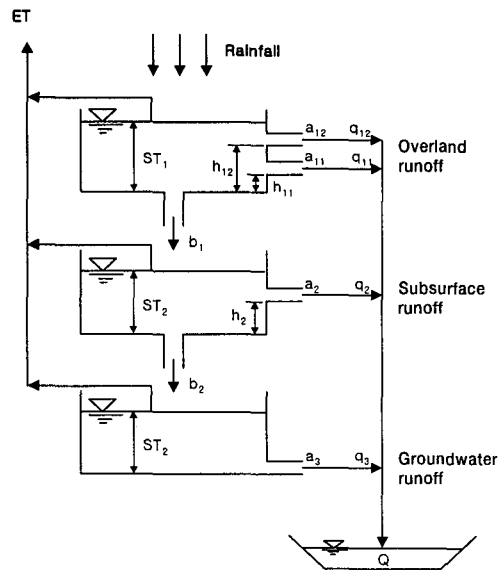 ET
Rainfall
ST1
h12
h11
a12 q12
a11 q11
Overland
runoff
b1
ST2
h2
a2 q2
Subsurface
runoff
b2
ST2
a3 q3
Groundwater
runoff
Q